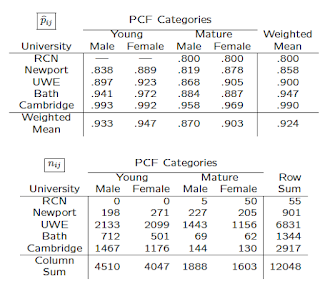 p̂ij PCF Categories
Young Mature Weighted
University Male Female Male Female Mean
RCN — — .800 .800 .800
Newport .838 .889 .819 .878 .858
UWE .897 .923 .868 .905 .900
Bath .941 .972 .884 .887 .947
Cambridge .993 .992 .958 .969 .990
Weighted
Mean .933 .947 .870 .903 .924
nij PCF Categories
Young Mature Row
University Male Female Male Female Sum
RCN 0 0 5 50 55
Newport 198 271 227 205 901
UWE 2133 2099 1443 1156 6831
Bath 712 501 69 62 1344
Cambridge 1467 1176 144 130 2917
Column
Sum 4510 4047 1888 1603 12048